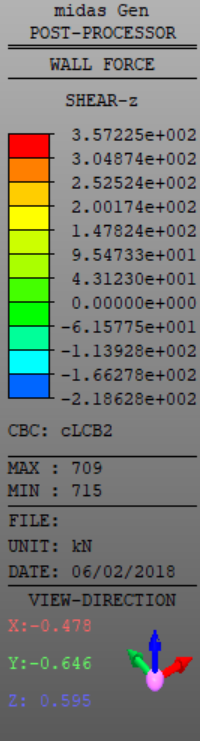 midas Gen
POST-PROCESSOR
WALL FORCE
SHEAR-z
3.57225e+002
3.04874e+002
2.52524e+002
2.00174e+002
1.47824e+002
9.54733e+001
4.31230e+001
0.00000e+000
-6.15775e+001
-1.13928e+002
-1.66278e+002
-2.18628e+002
CBC: cLCB2
MAX : 709
MIN : 715
FILE:
UNIT: kN
DATE: 06/02/2018
VIEW-DIRECTION
X:-0.478
Y:-0.646
Z: 0.595